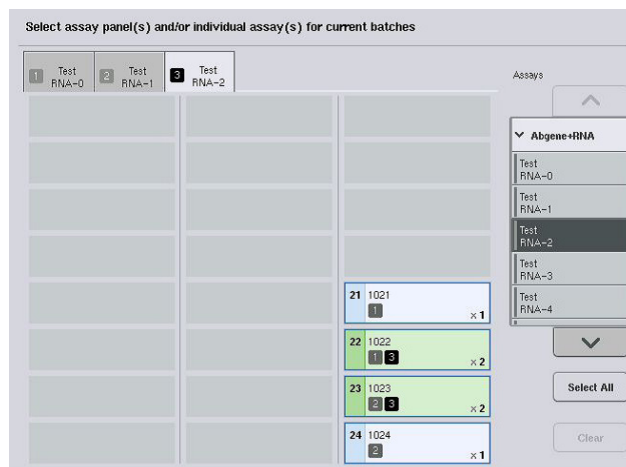 Select assay panel(s) and/or individual assay(s) for current batches
1 Test
RNA-0
2 Test
RNA-1
3 Test
RNA-2
Assays
Abgene+RNA
Test
RNA-0
Test
RNA-1
Test
RNA-2
Test
RNA-3
Test
RNA-4
21 1021
1
x 1
22 1022
1 3
x 2
23 1023
2 3
x 2
24 1024
2
x 1
Select All
Clear